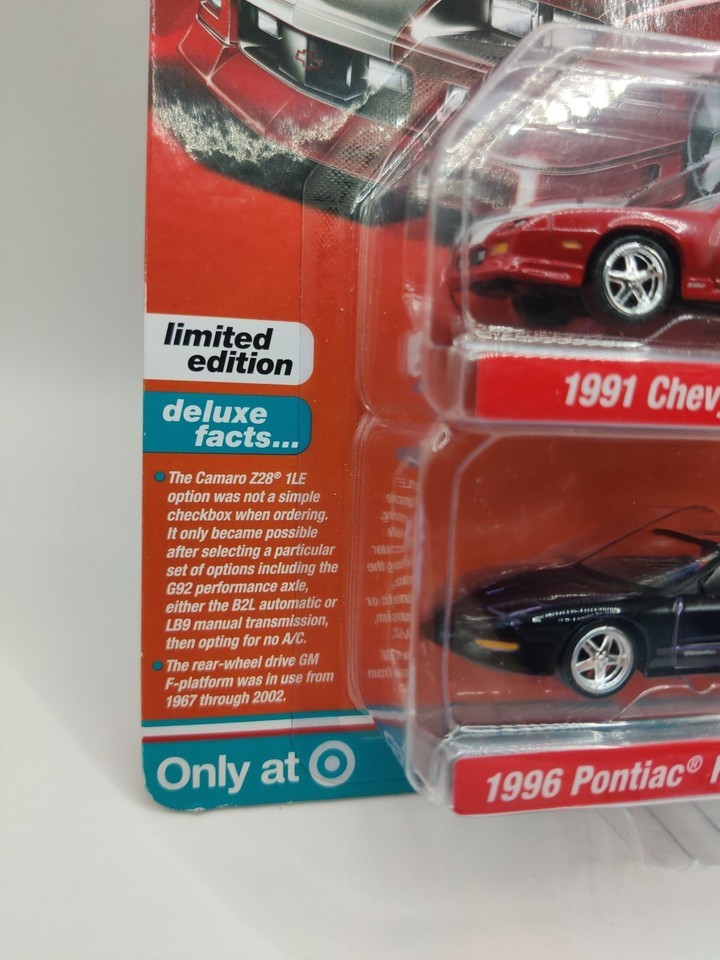 limited
edition
deluxe
facts...
The Camaro Z28® 1LE
option was not a simple
checkbox when ordering.
It only became possible
after selecting a particular
set of options including the
G92 performance axle,
either the B2L automatic or
LB9 manual transmission,
then opting for no A/C.
The rear-wheel drive GM
F-platform was in use from
1967 through 2002.
Only at
1991 Chev
1996 Pontiac®